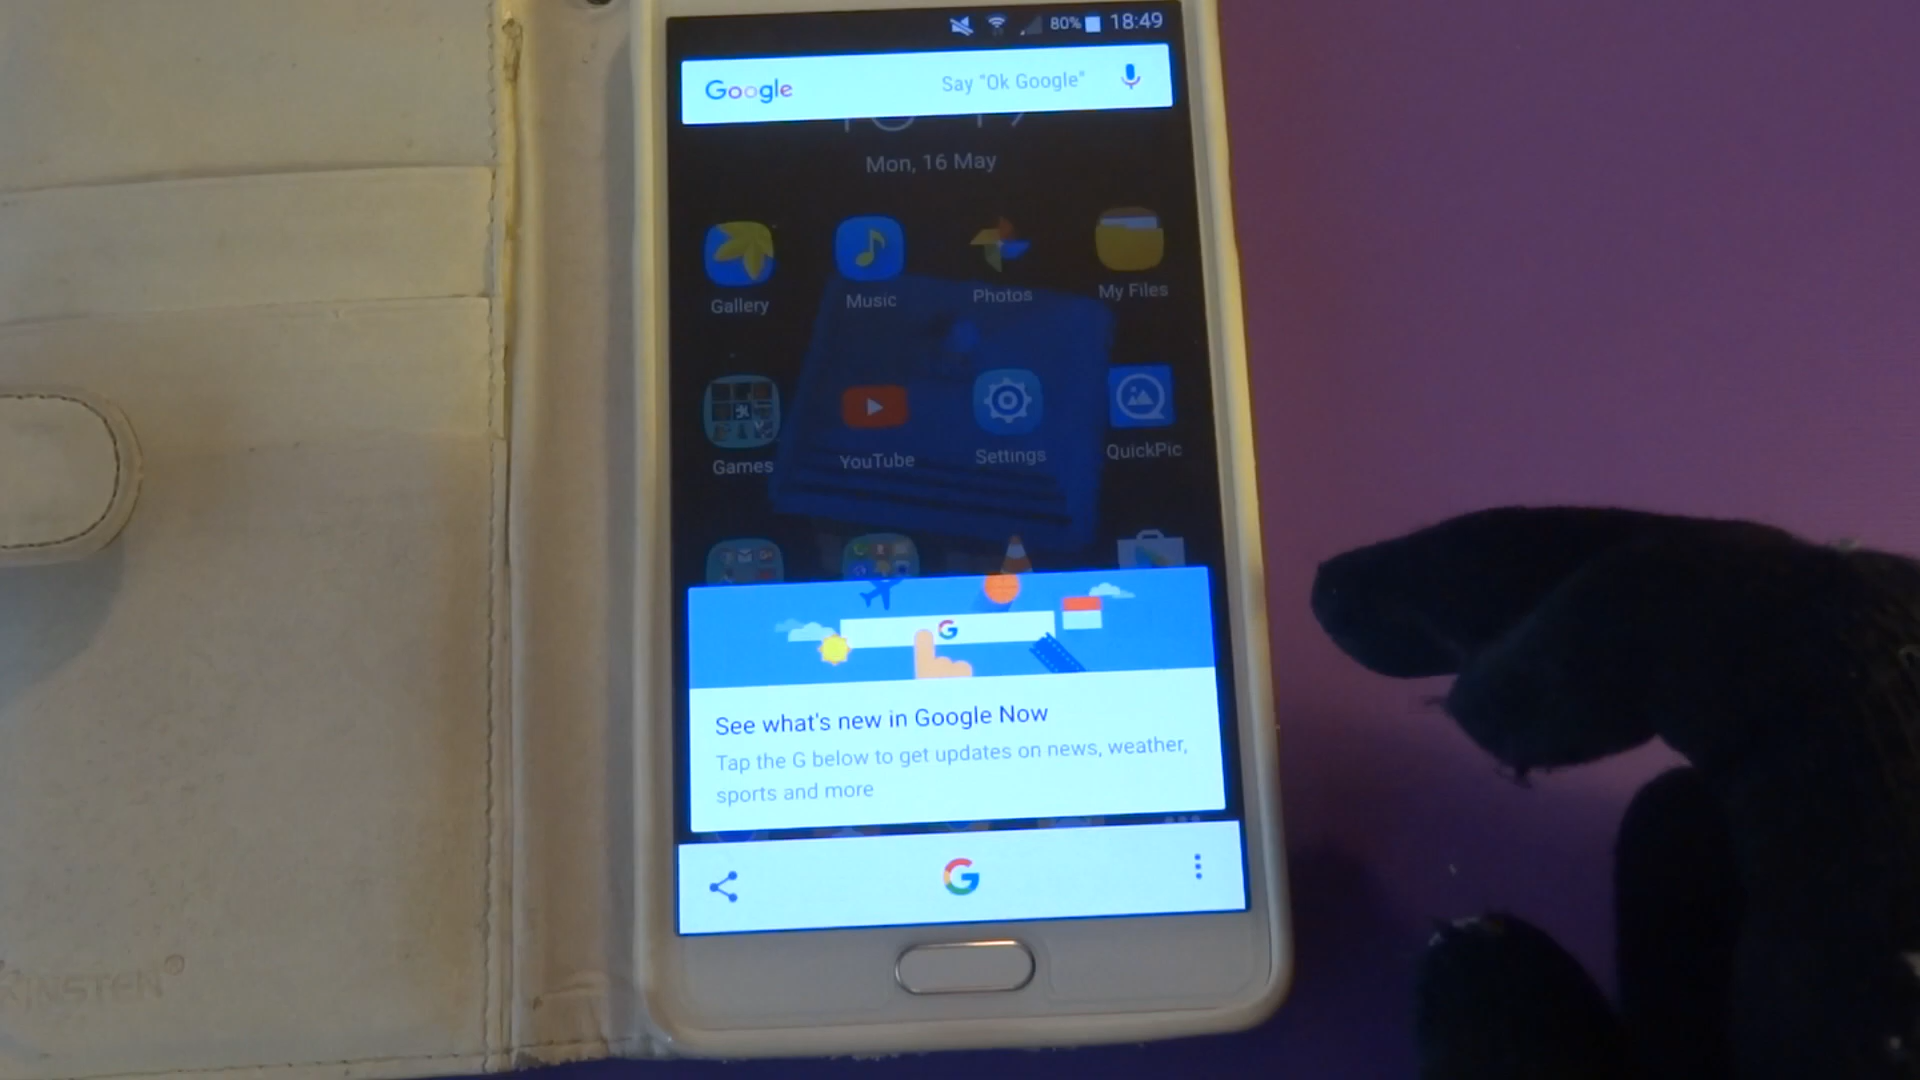 80% 18:49
Google Say "Ok Google"
Mon, 16 May
Gallery Music Photos My Files
Games YouTube Settings QuickPic
G
See what's new in Google Now
Tap the G below to get updates on news, weather,
sports and more
G
INSTEN®